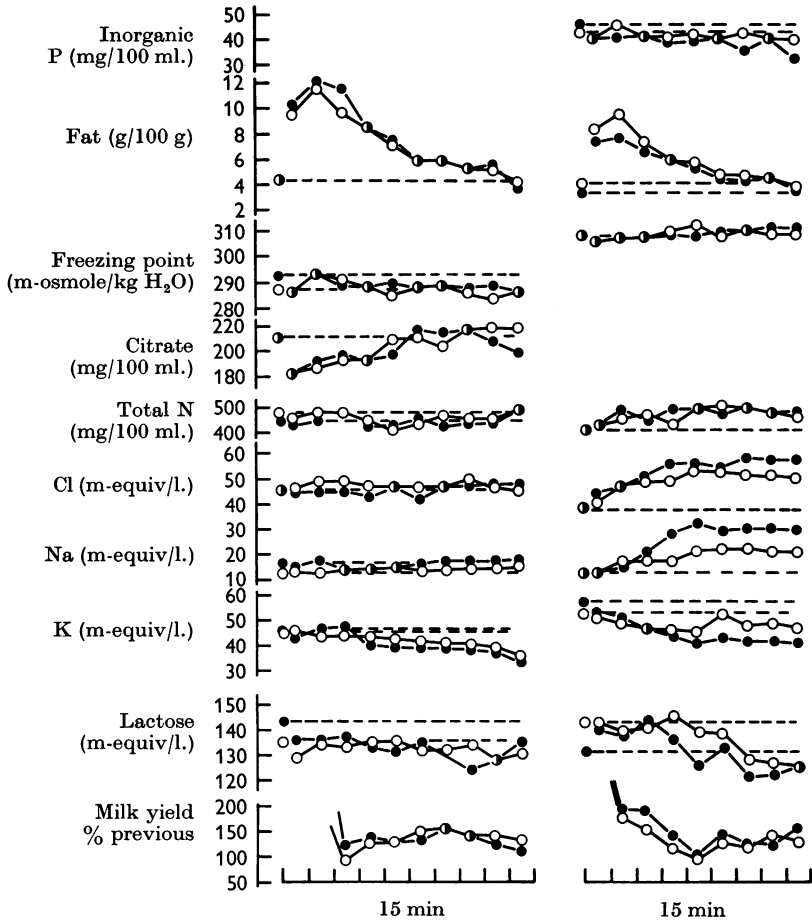 Inorganic
P (mg/100 ml.)
50
40
30
Fat (g/100 g)
12
10
8
6
4
2
Freezing point
(m-osmole/kg H₂O)
310
300
290
280
Citrate
(mg/100 ml.)
220
200
180
Total N
(mg/100 ml.)
500
400
Cl (m-equiv/l.)
60
50
40
Na (m-equiv/l.)
30
20
10
K (m-equiv/l.)
60
50
40
30
Lactose
(m-equiv/l.)
150
140
130
120
Milk yield
% previous
200
150
100
50
15 min
15 min